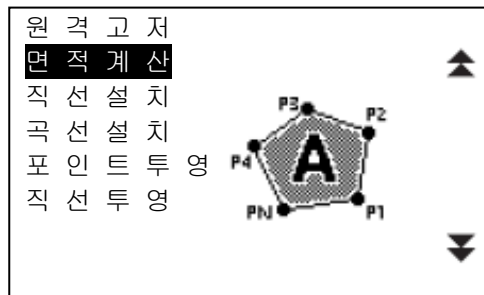 원 격 고 저
면 적 계 산
직 선 설 치
곡 선 설 치
포 인 트 투 영
직 선 투 영
P3
P2
P4
A
PN
P1